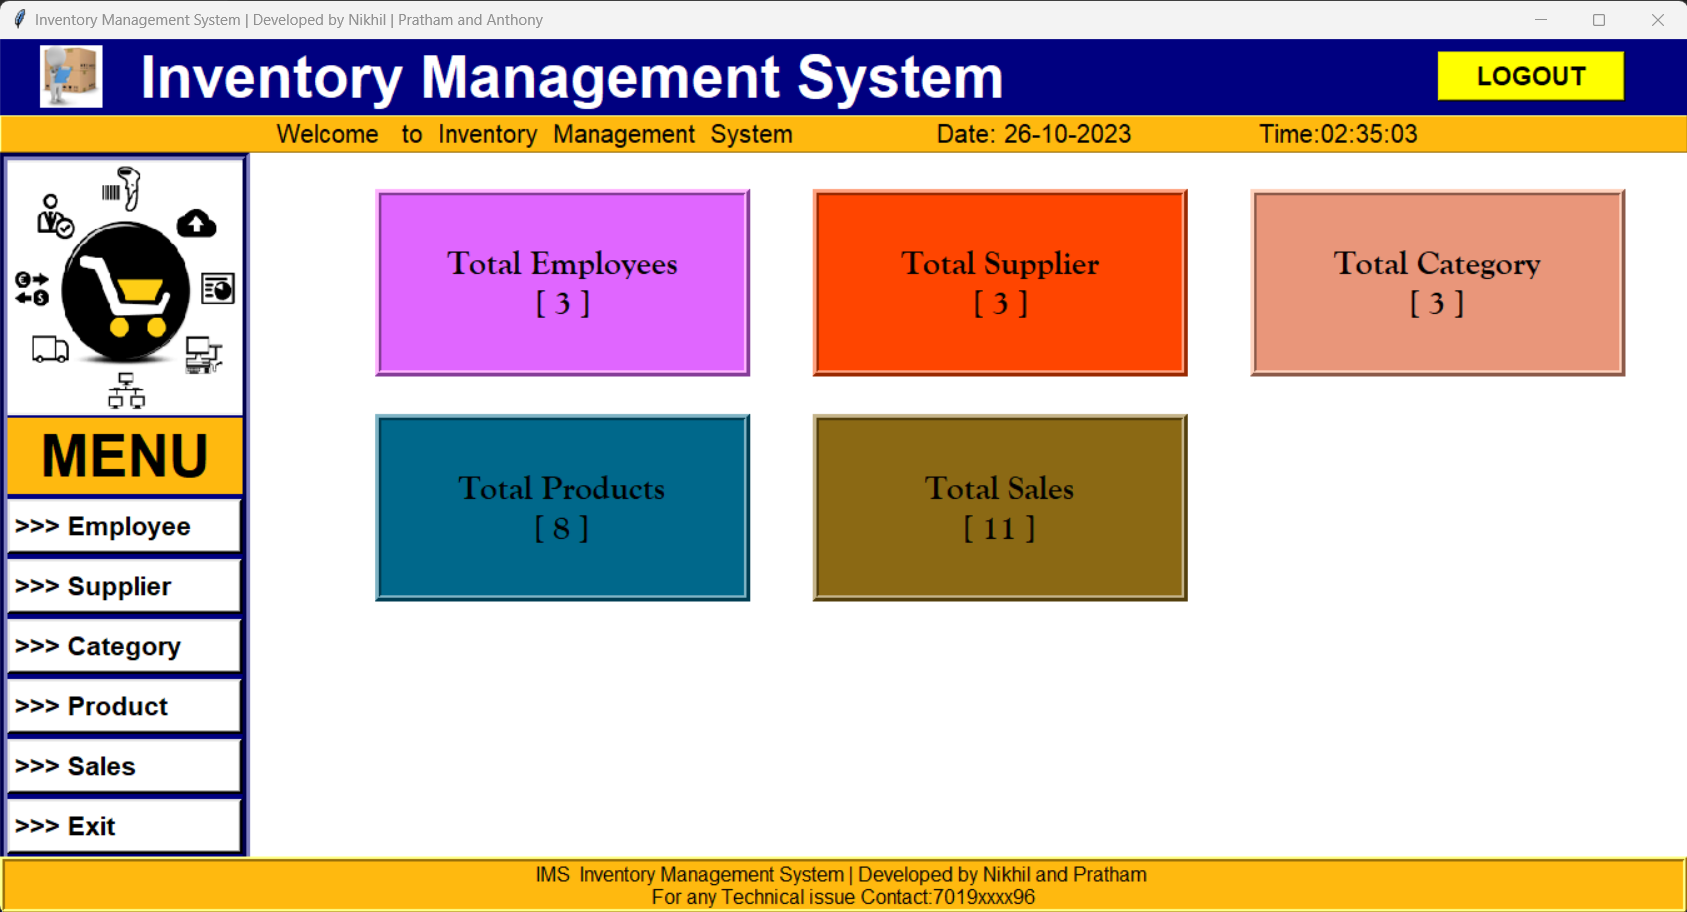 Inventory Management System | Developed by Nikhil | Pratham and Anthony
Inventory Management System
LOGOUT
Welcome to Inventory Management System Date: 26-10-2023 Time:02:35:03
Total Employees
[ 3 ]
Total Supplier
[ 3 ]
Total Category
[ 3 ]
Total Products
[ 8 ]
Total Sales
[ 11 ]
MENU
>>> Employee
>>> Supplier
>>> Category
>>> Product
>>> Sales
>>> Exit
IMS Inventory Management System | Developed by Nikhil and Pratham
For any Technical issue Contact:7019xxxx96